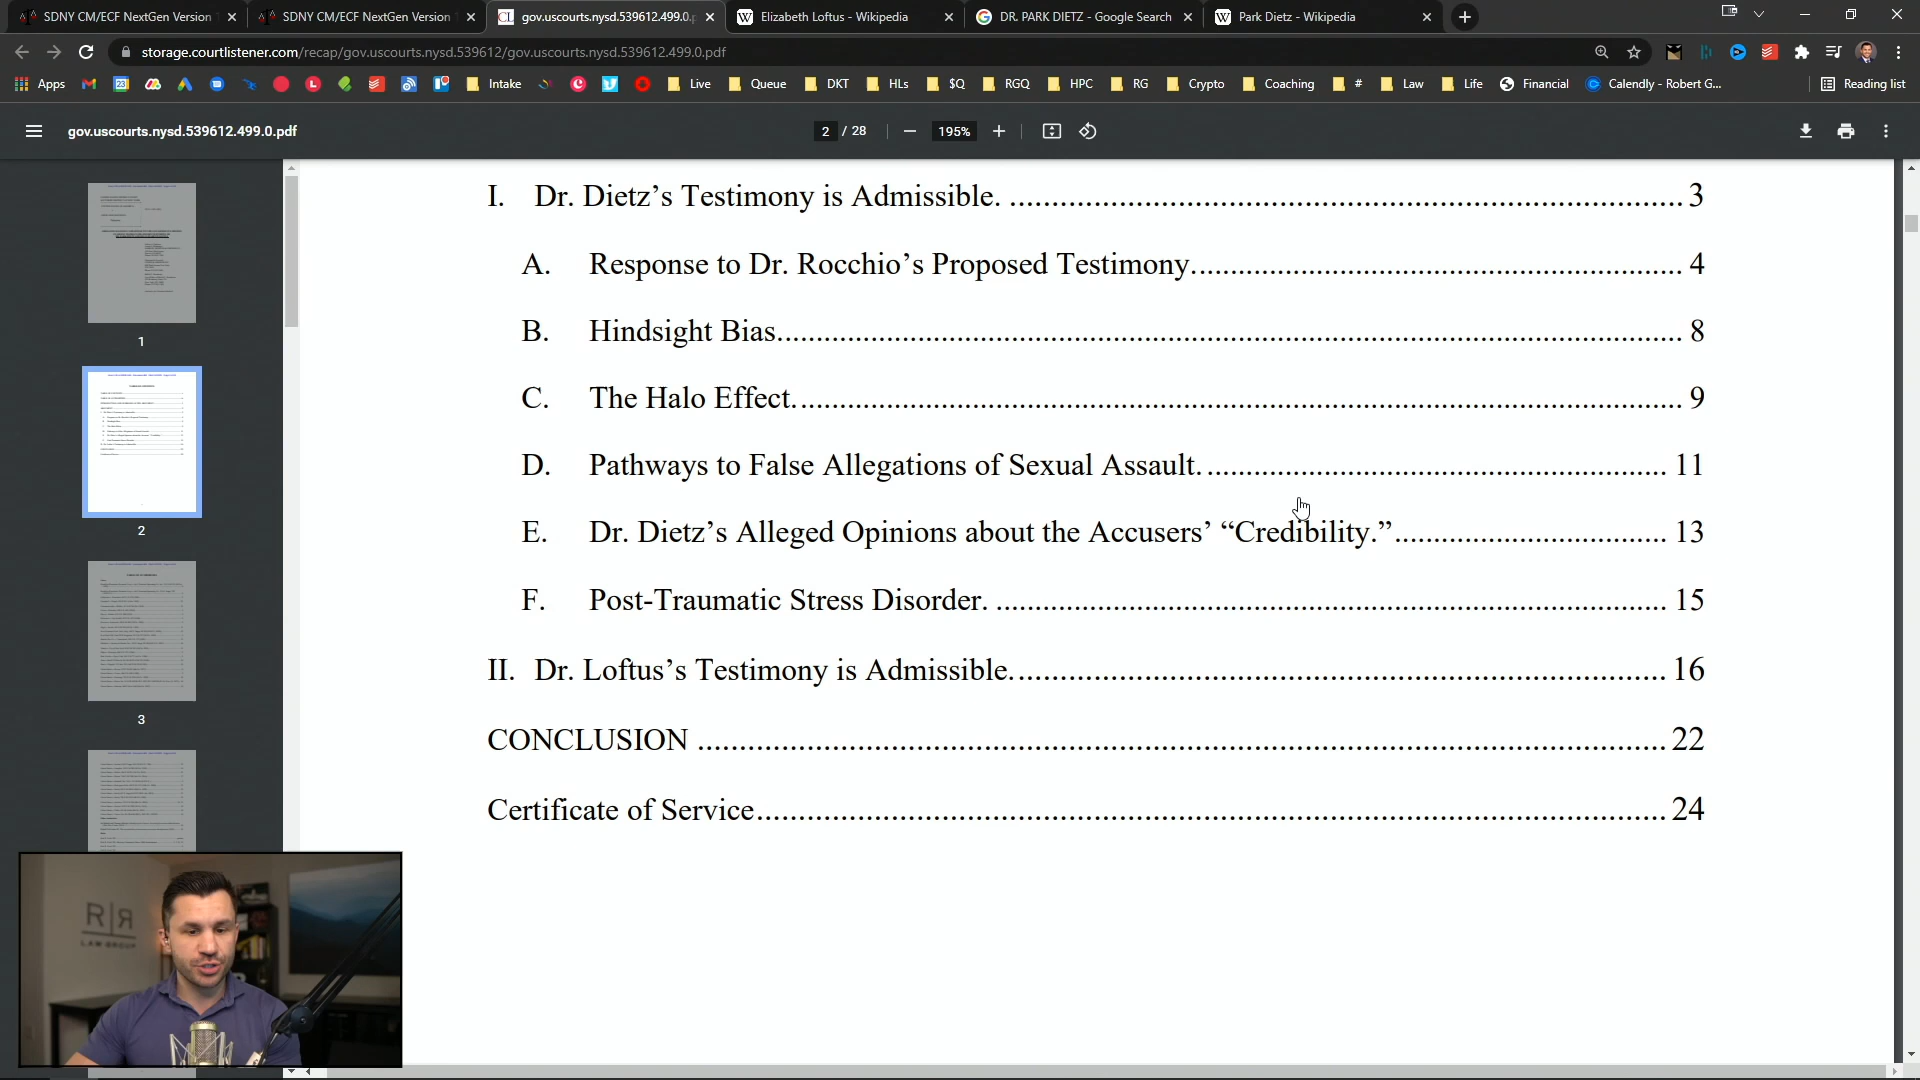 SDNY CM/ECF NextGen Version
SDNY CM/ECF NextGen Version
gov.uscourts.nysd.539612.499.0.p
Elizabeth Loftus - Wikipedia
DR. PARK DIETZ - Google Search
Park Dietz - Wikipedia
storage.courtlistener.com/recap/gov.uscourts.nysd.539612/gov.uscourts.nysd.539612.499.0.pdf
Apps
Intake
Live
Queue
DKT
HLs
$Q
RGQ
HPC
RG
Crypto
Coaching
#
Law
Life
Financial
Calendly - Robert G...
Reading list
gov.uscourts.nysd.539612.499.0.pdf
2 / 28
195%
I. Dr. Dietz’s Testimony is Admissible. 3
A. Response to Dr. Rocchio’s Proposed Testimony. 4
B. Hindsight Bias. 8
C. The Halo Effect. 9
D. Pathways to False Allegations of Sexual Assault. 11
E. Dr. Dietz’s Alleged Opinions about the Accusers’ “Credibility.” 13
F. Post-Traumatic Stress Disorder. 15
II. Dr. Loftus’s Testimony is Admissible. 16
CONCLUSION 22
Certificate of Service 24
1
2
3
R|R
LAW GROUP